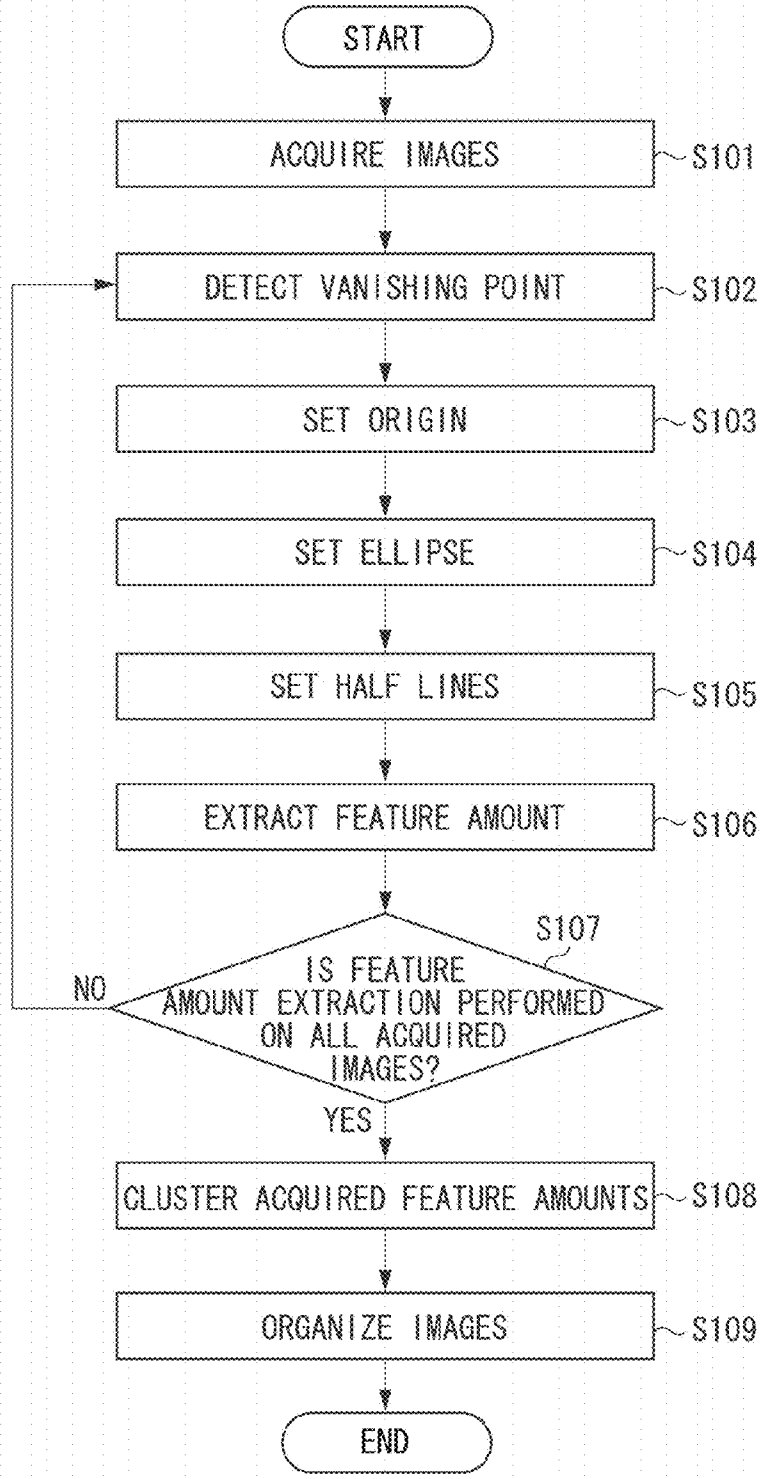 START
ACQUIRE IMAGES
S101
DETECT VANISHING POINT
S102
SET ORIGIN
S103
SET ELLIPSE
S104
SET HALF LINES
S105
EXTRACT FEATURE AMOUNT
S106
S107
IS FEATURE
AMOUNT EXTRACTION PERFORMED
ON ALL ACQUIRED
IMAGES?
NO
YES
CLUSTER ACQUIRED FEATURE AMOUNTS
S108
ORGANIZE IMAGES
S109
END